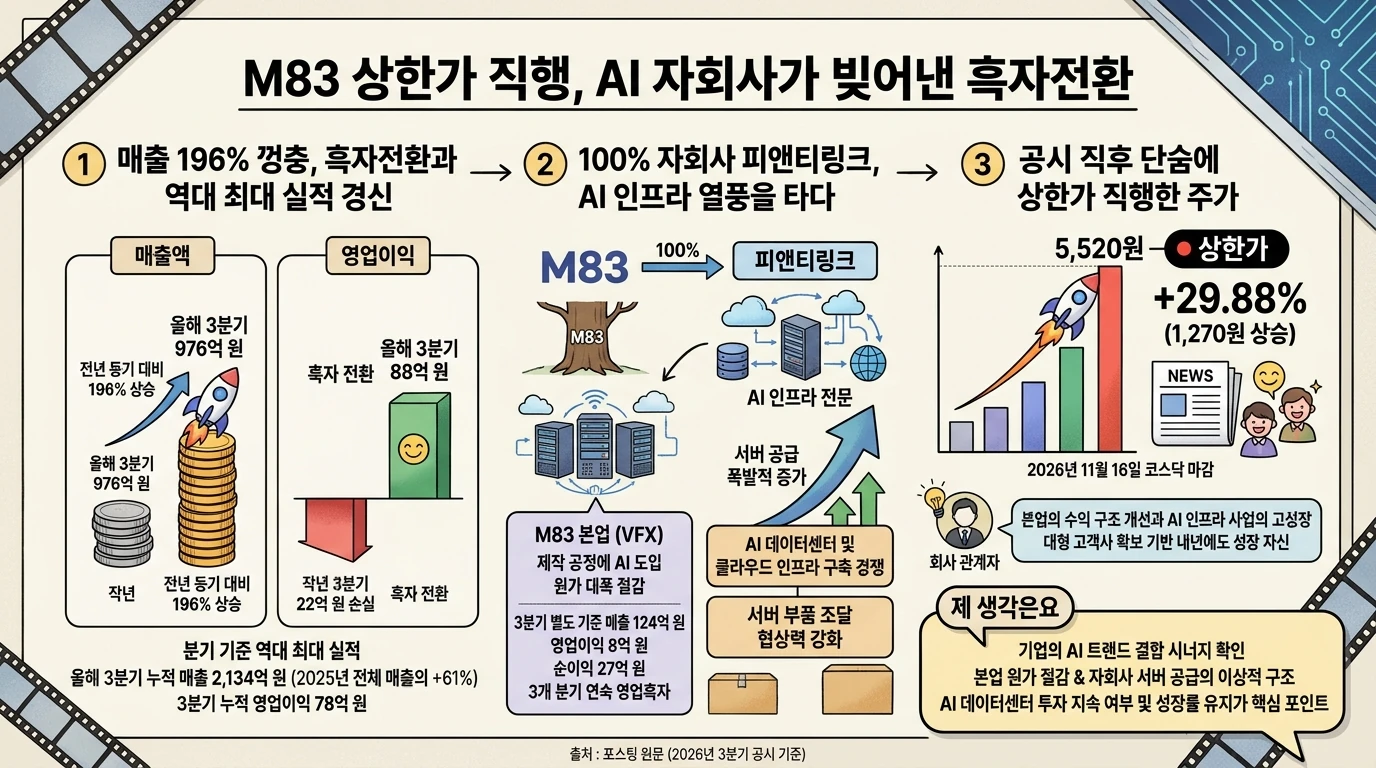 M83 상한가 직행, AI 자회사가 빚어낸 흑자전환
1 매출 196% 껑충, 흑자전환과
역대 최대 실적 경신
매출액
올해 3분기
976억 원
전년 동기 대비
196% 상승
올해 3분기
976억 원
작년
전년 동기 대비
196% 상승
영업이익
흑자 전환
올해 3분기
88억 원
작년 3분기
22억 원 손실
흑자 전환
분기 기준 역대 최대 실적
올해 3분기 누적 매출 2,134억 원 (2025년 전체 매출의 +61%)
3분기 누적 영업이익 78억 원
2 100% 자회사 피앤티링크,
AI 인프라 열풍을 타다
M83
100%
피앤티링크
M83
AI 인프라 전문
서버 공급
폭발적 증가
M83 본업 (VFX)
제작 공정에 AI 도입
원가 대폭 절감
3분기 별도 기준 매출 124억 원
영업이익 8억 원
순이익 27억 원
3개 분기 연속 영업흑자
AI 데이터센터 및
클라우드 인프라 구축 경쟁
서버 부품 조달
협상력 강화
3 공시 직후 단숨에
상한가 직행한 주가
5,520원
상한가
+29.88%
(1,270원 상승)
NEWS
2026년 11월 16일 코스닥 마감
회사 관계자
본업의 수익 구조 개선과 AI 인프라 사업의 고성장
대형 고객사 확보 기반 내년에도 성장 자신
제 생각은요
기업의 AI 트랜드 결합 시너지 확인
본업 원가 절감 & 자회사 서버 공급의 이상적 구조
AI 데이터센터 투자 지속 여부 및 성장률 유지가 핵심 포인트
출처 : 포스팅 원문 (2026년 3분기 공시 기준)